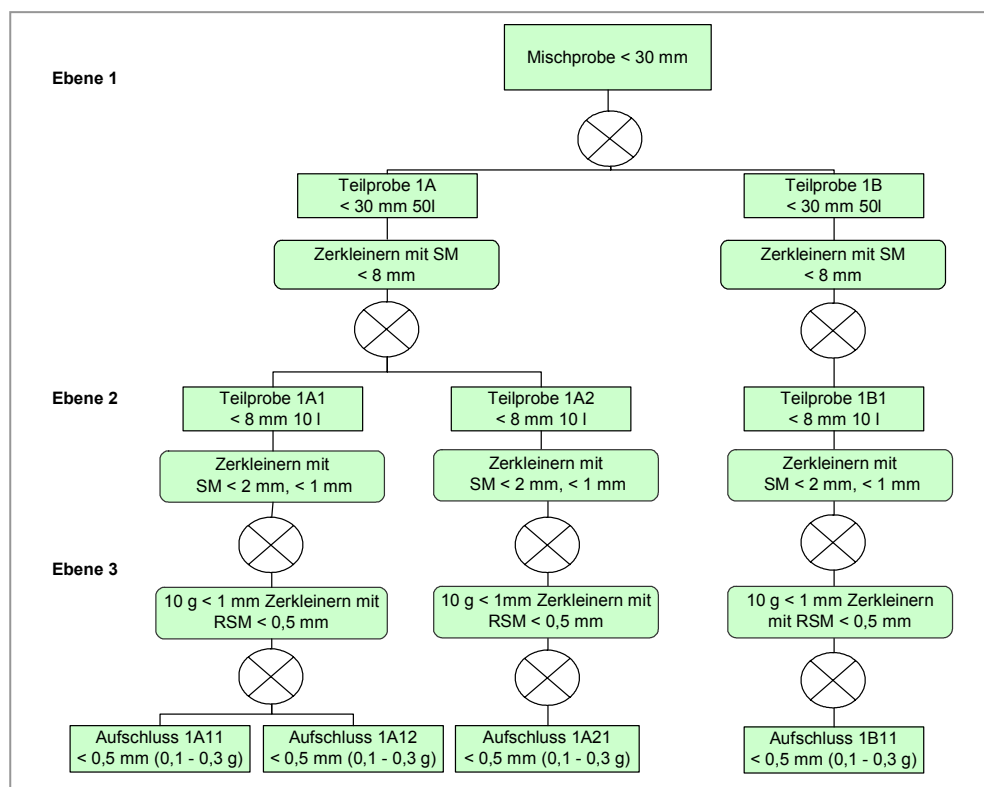 Mischprobe < 30 mm
Ebene 1
Teilprobe 1A
< 30 mm 50l
Teilprobe 1B
< 30 mm 50l
Zerkleinern mit SM
< 8 mm
Zerkleinern mit SM
< 8 mm
Ebene 2
Teilprobe 1A1
< 8 mm 10 l
Teilprobe 1A2
< 8 mm 10 l
Teilprobe 1B1
< 8 mm 10 l
Zerkleinern mit
SM < 2 mm, < 1 mm
Zerkleinern mit
SM < 2 mm, < 1 mm
Zerkleinern mit
SM < 2 mm, < 1 mm
Ebene 3
10 g < 1 mm Zerkleinern mit
RSM < 0,5 mm
10 g < 1mm Zerkleinern mit
RSM < 0,5 mm
10 g < 1 mm Zerkleinern
mit RSM < 0,5 mm
Aufschluss 1A11
< 0,5 mm (0,1 - 0,3 g)
Aufschluss 1A12
< 0,5 mm (0,1 - 0,3 g)
Aufschluss 1A21
< 0,5 mm (0,1 - 0,3 g)
Aufschluss 1B11
< 0,5 mm (0,1 - 0,3 g)